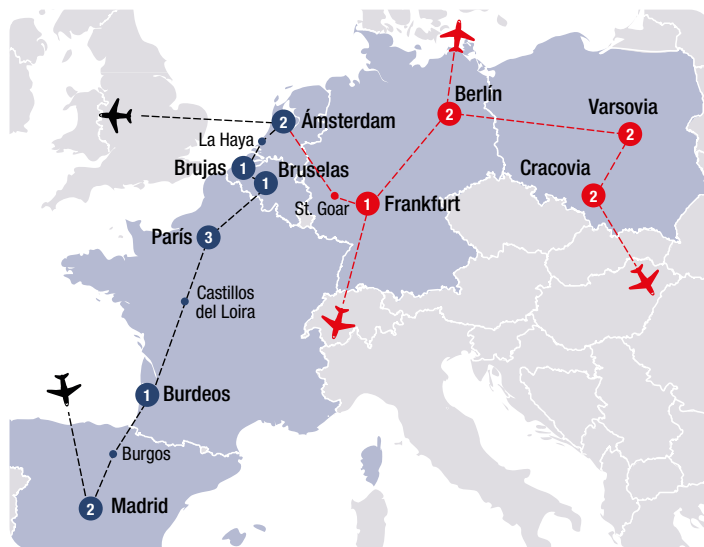 Berlín
2
Varsovia
2
Ámsterdam
2
La Haya
Brujas
1
Bruselas
1
Cracovia
2
St. Goar
1
Frankfurt
París
3
Castillos
del Loira
1
Burdeos
Burgos
2
Madrid